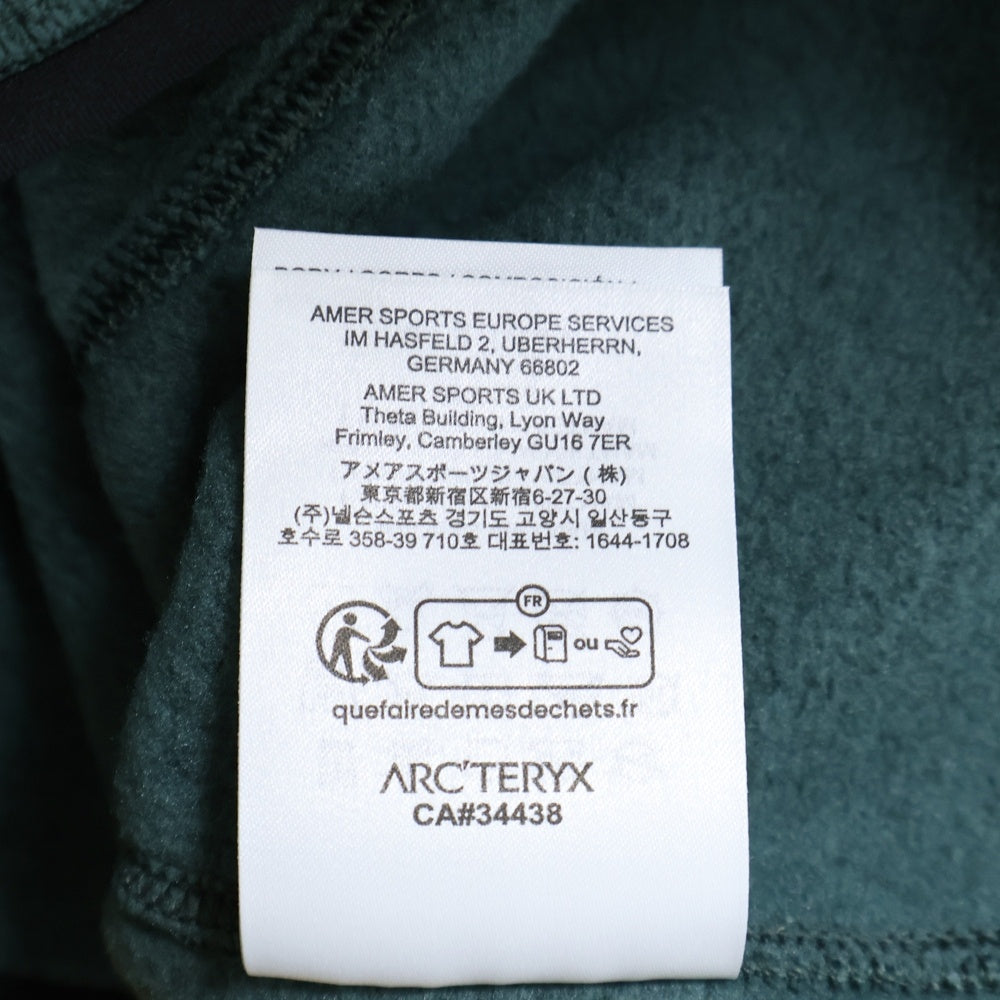 AMER SPORTS EUROPE SERVICES
IM HASFELD 2, UBERHERRN,
GERMANY 66802
AMER SPORTS UK LTD
Theta Building, Lyon Way
Frimley, Camberley GU16 7ER
アメアスポーツジャパン (株)
東京都新宿区新宿6-27-30
(주)넬슨스포츠 경기도 고양시 일산동구
호수로 358-39 710호 대표번호: 1644-1708
FR
ou
quefairedemesdechets.fr
ARC'TERYX
CA#34438